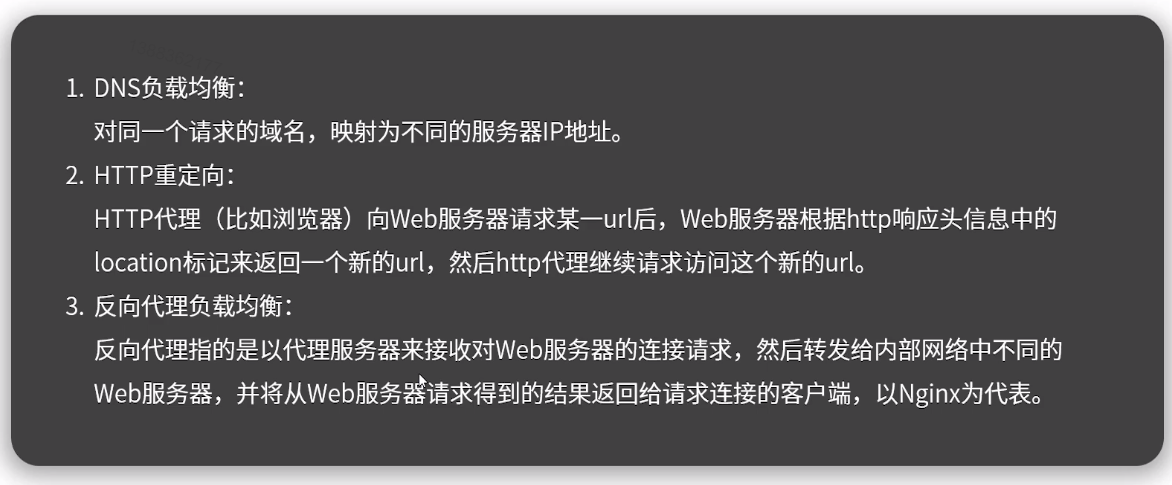 1. DNS负载均衡：
对同一个请求的域名，映射为不同的服务器IP地址。
2. HTTP重定向：
HTTP代理（比如浏览器）向Web服务器请求某一url后，Web服务器根据http响应头信息中的
location标记来返回一个新的url，然后http代理继续请求访问这个新的url。
3. 反向代理负载均衡：
反向代理指的是以代理服务器来接收对Web服务器的连接请求，然后转发给内部网络中不同的
Web服务器，并将从Web服务器请求得到的结果返回给请求连接的客户端，以Nginx为代表。